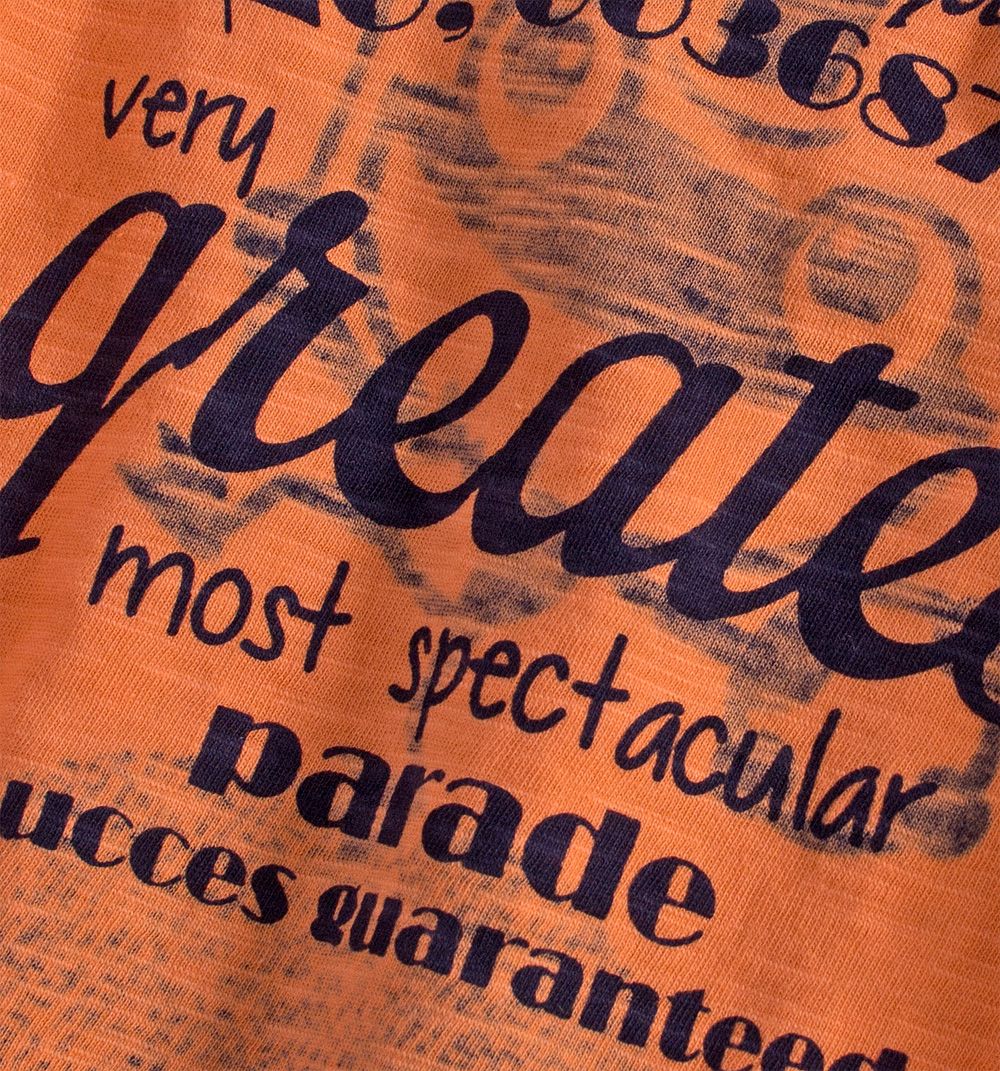 very
greate
most spectacular
parade
ucces guaranteed